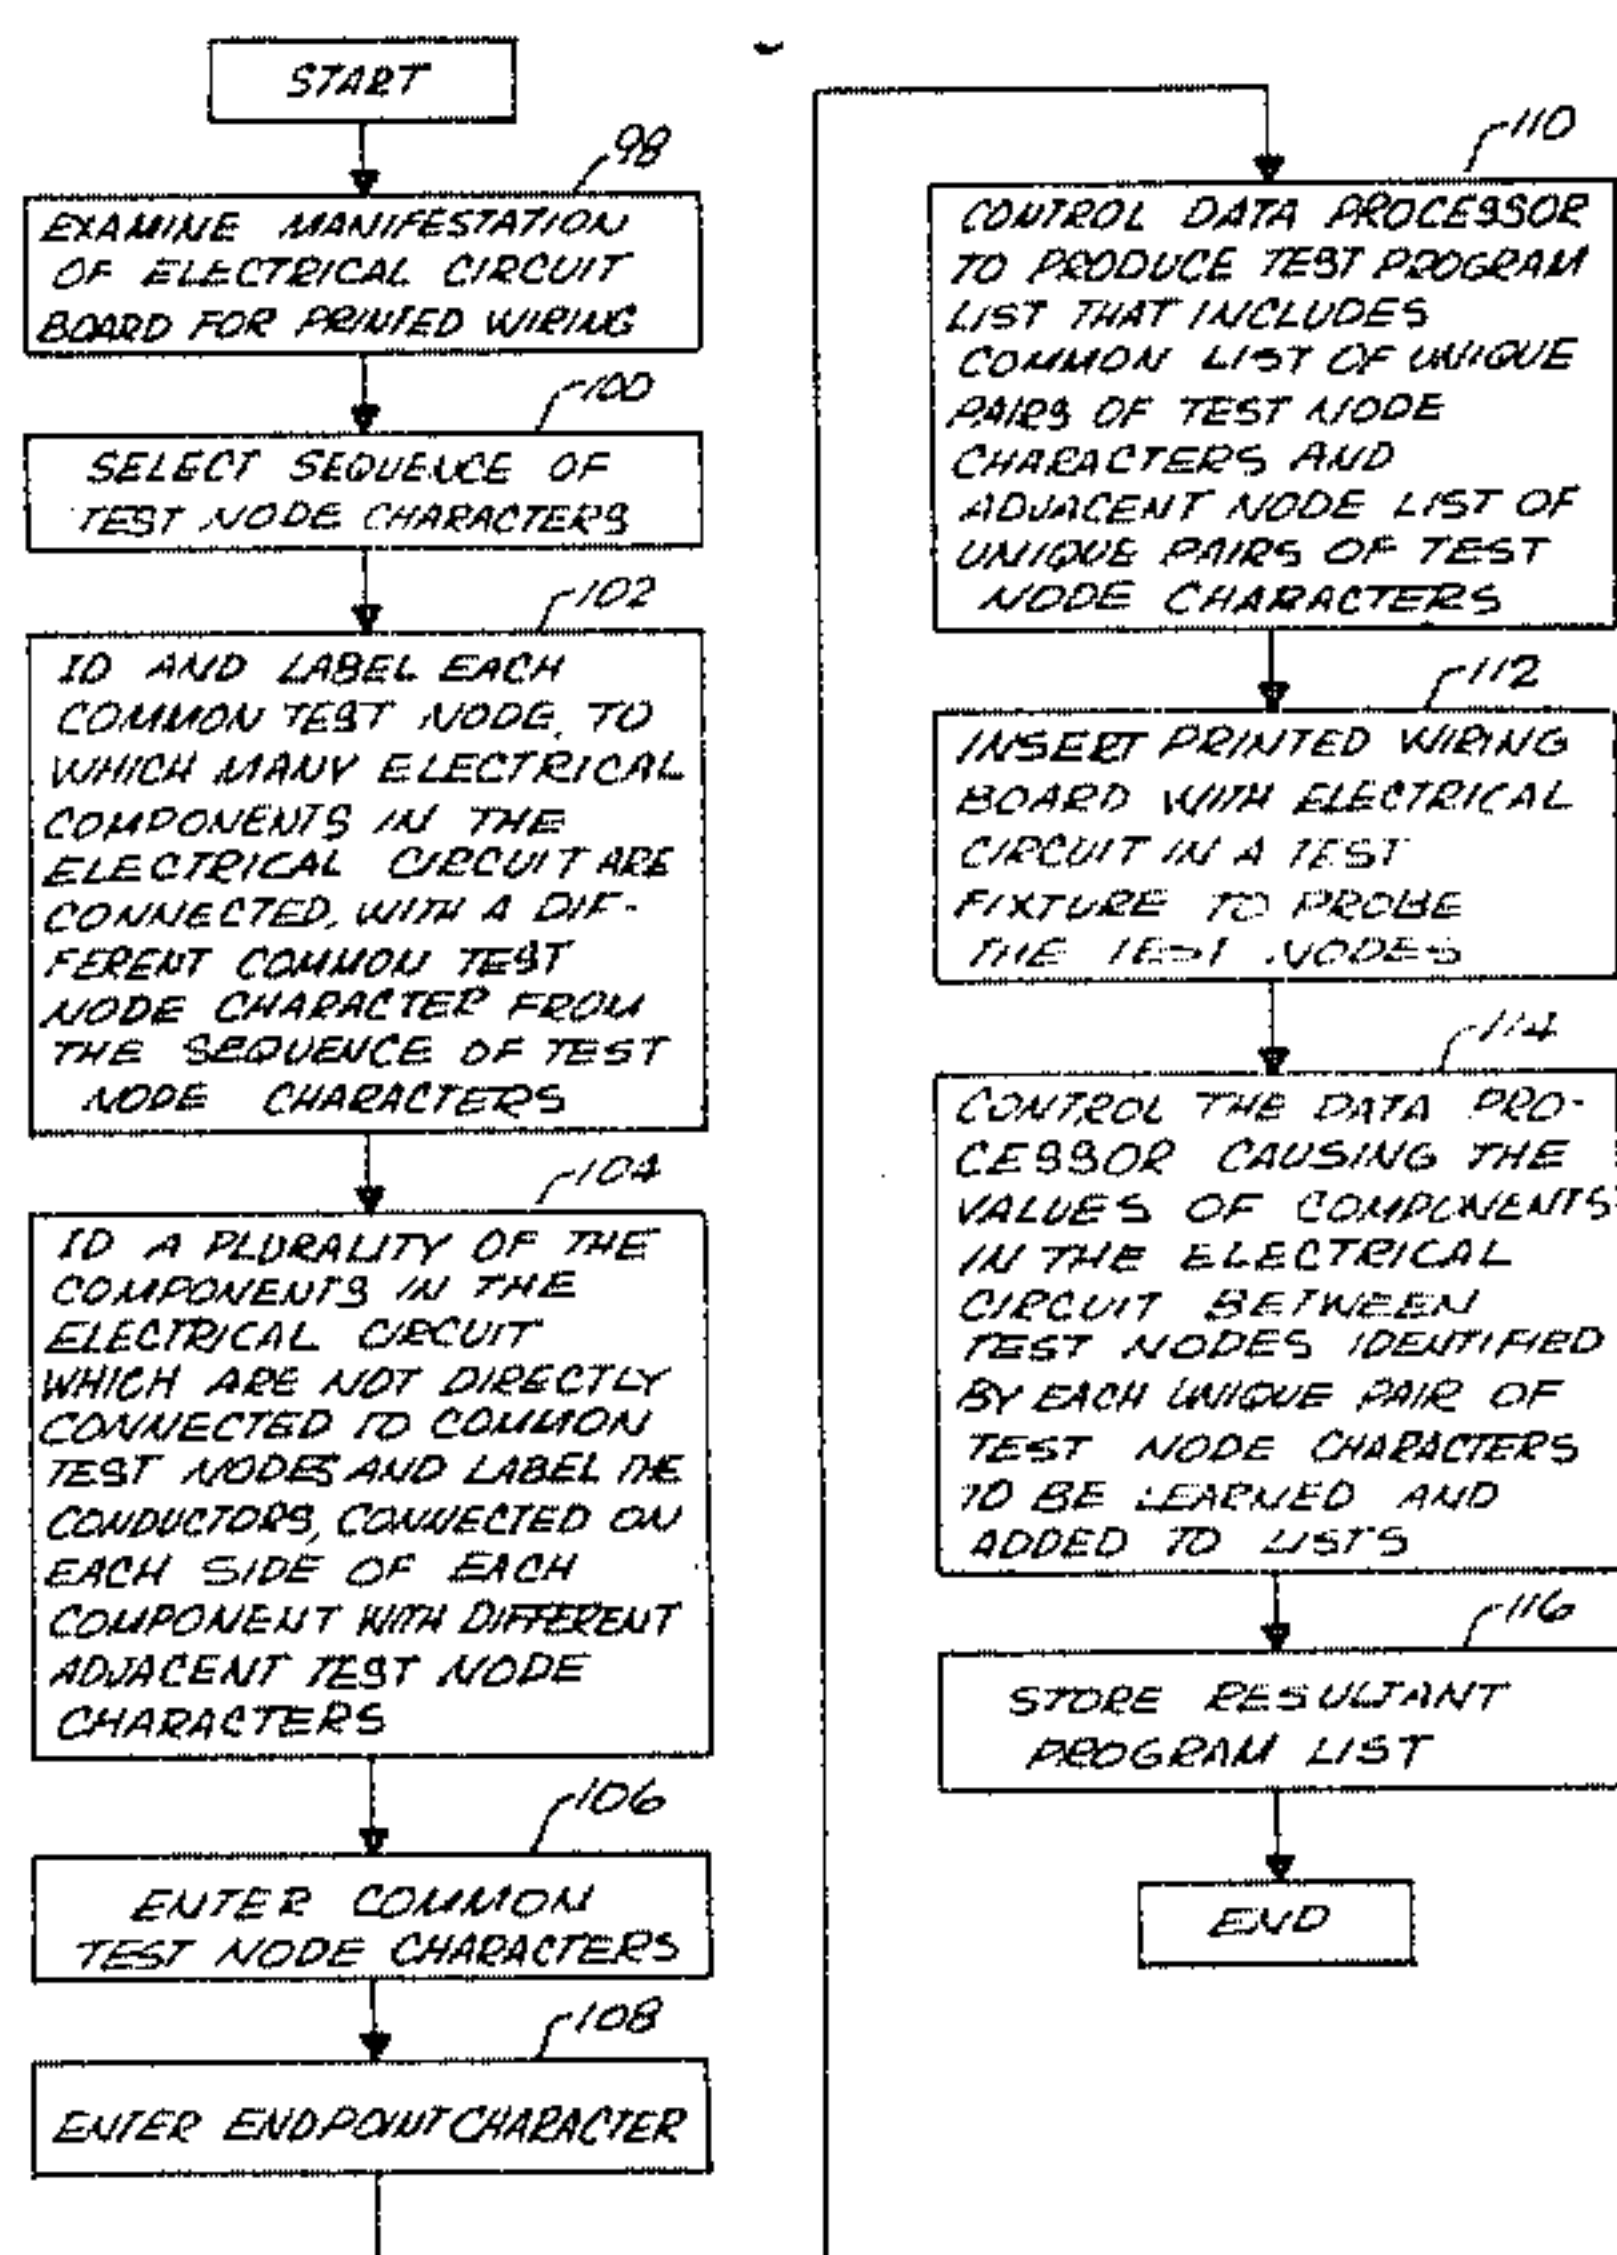 START
98
EXAMINE MANIFESTATION
OF ELECTRICAL CIRCUIT
BOARD FOR PRINTED WIRING
100
SELECT SEQUENCE OF
TEST NODE CHARACTERS
102
ID AND LABEL EACH
COMMON TEST NODE, TO
WHICH MANY ELECTRICAL
COMPONENTS IN THE
ELECTRICAL CIRCUIT ARE
CONNECTED, WITH A DIF-
FERENT COMMON TEST
NODE CHARACTER FROM
THE SEQUENCE OF TEST
NODE CHARACTERS
104
ID A PLURALITY OF THE
COMPONENTS IN THE
ELECTRICAL CIRCUIT
WHICH ARE NOT DIRECTLY
CONNECTED TO COMMON
TEST NODES AND LABEL THE
CONDUCTORS, CONNECTED ON
EACH SIDE OF EACH
COMPONENT WITH DIFFERENT
ADJACENT TEST NODE
CHARACTERS
106
ENTER COMMON
TEST NODE CHARACTERS
108
ENTER ENDPOINT CHARACTER
110
CONTROL DATA PROCESSOR
TO PRODUCE TEST PROGRAM
LIST THAT INCLUDES
COMMON LIST OF UNIQUE
PAIRS OF TEST NODE
CHARACTERS AND
ADJACENT NODE LIST OF
UNIQUE PAIRS OF TEST
NODE CHARACTERS
112
INSERT PRINTED WIRING
BOARD WITH ELECTRICAL
CIRCUIT IN A TEST
FIXTURE TO PROBE
THE TEST NODES
114
CONTROL THE DATA PRO-
CESSOR CAUSING THE
VALUES OF COMPONENTS
IN THE ELECTRICAL
CIRCUIT BETWEEN
TEST NODES IDENTIFIED
BY EACH UNIQUE PAIR OF
TEST NODE CHARACTERS
TO BE LEARNED AND
ADDED TO LISTS
116
STORE RESULTANT
PROGRAM LIST
END